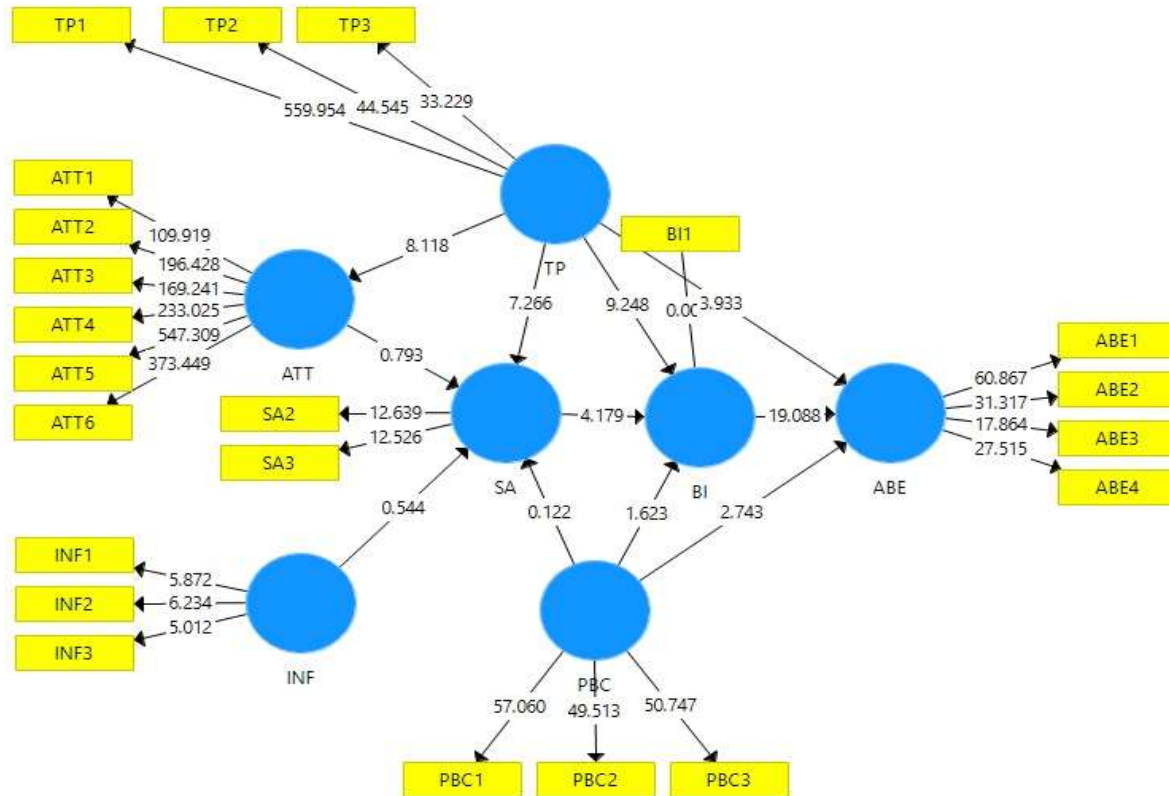 TP1 TP2 TP3
559.954 44.545 33.229
ATT1
ATT2
ATT3
ATT4
ATT5
ATT6
109.919
196.428
169.241
233.025
547.309
373.449
ATT
8.118
TP
7.266
9.248
BI1
3.933
0.793
SA2
SA3
12.639
12.526
SA
4.179
BI
19.088
ABE
60.867
31.317
17.864
27.515
ABE1
ABE2
ABE3
ABE4
0.544
0.122
1.623
2.743
INF1
INF2
INF3
5.872
6.234
5.012
INF
PBC
57.060 49.513 50.747
PBC1 PBC2 PBC3